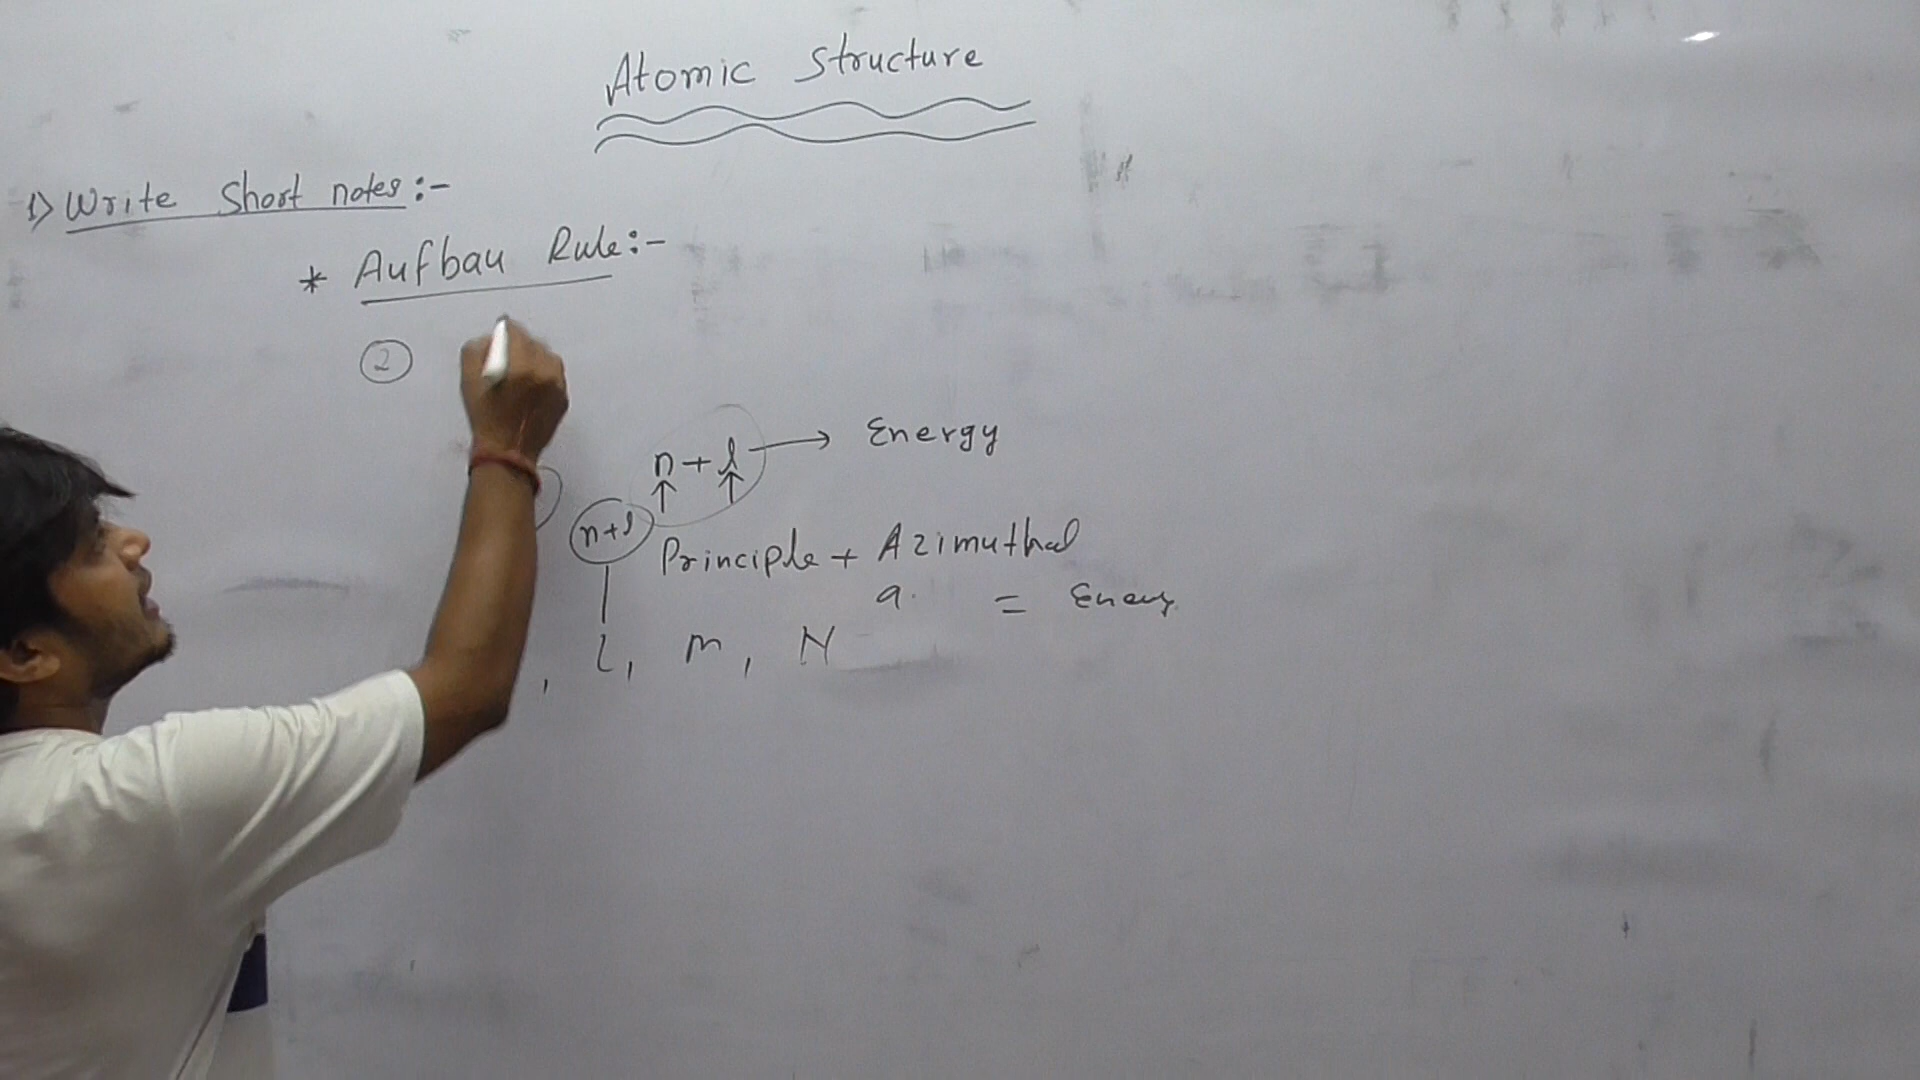 Atomic Structure
1) Write Short notes :-
* Aufbau Rule :-
2
n + l → Energy
n+l
Principle + Azimuthal
a. = Energy
, L, m, N